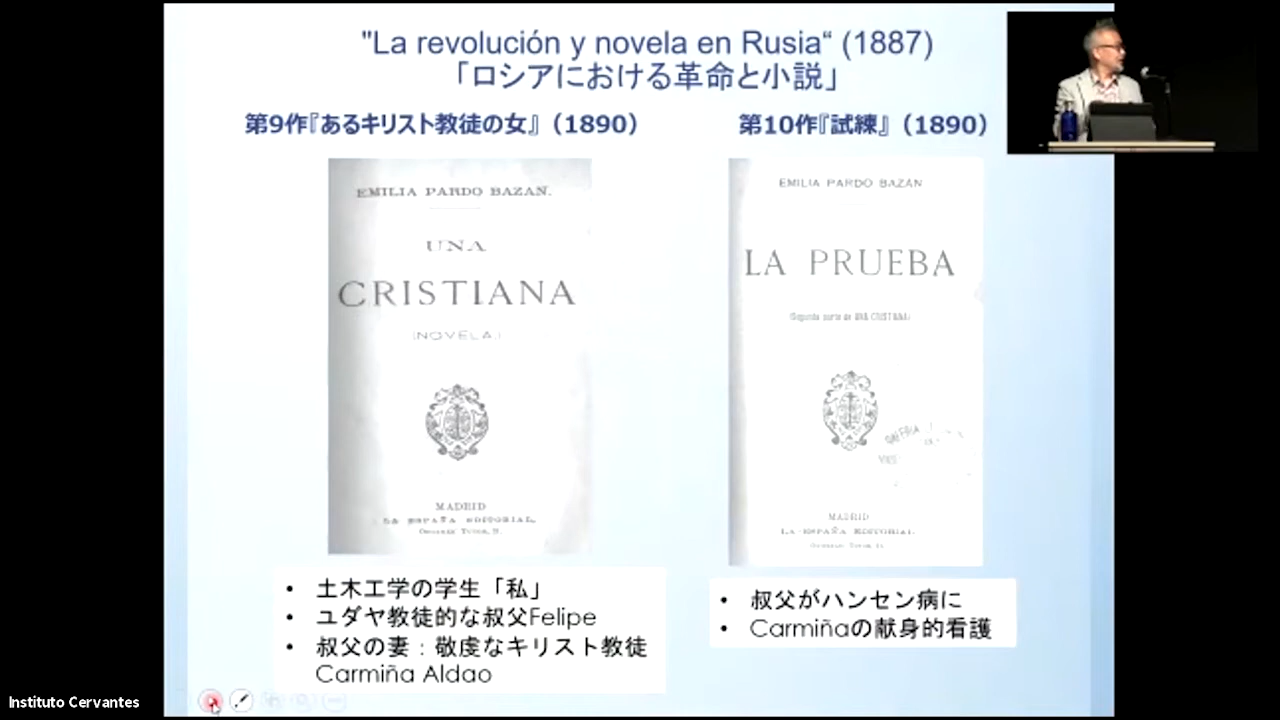 "La revolución y novela en Rusia“ (1887)
「ロシアにおける革命と小説」
第9作『あるキリスト教徒の女』（1890）
EMILIA PARDO BAZÁN.
UNA
CRISTIANA
(NOVELA.)
MADRID
LA ESPAÑA EDITORIAL,
・ 土木工学の学生「私」
・ ユダヤ教徒的な叔父Felipe
・ 叔父の妻：敬虔なキリスト教徒
Carmiña Aldao
第10作『試練』（1890）
EMILIA PARDO BAZÁN
LA PRUEBA
(Segunda parte de UNA CRISTIANA)
MADRID
LA ESPAÑA EDITORIAL.
・ 叔父がハンセン病に
・ Carmiñaの献身的看護
Instituto Cervantes